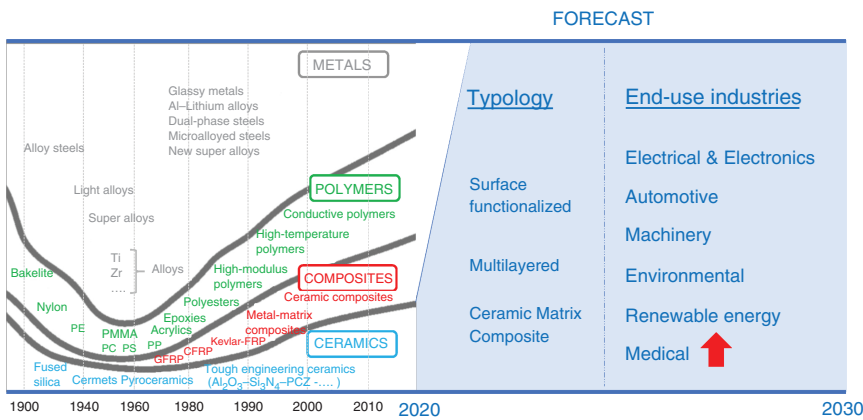 FORECAST
METALS
Glassy metals
Al–Lithium alloys
Dual-phase steels
Microalloyed steels
New super alloys
Alloy steels
Light alloys
Super alloys
Ti
Zr
....
Alloys
POLYMERS
Conductive polymers
High-temperature
polymers
High-modulus
polymers
Polyesters
Epoxies
Acrylics
Bakelite
Nylon
PE
PMMA
PC PS
PP
COMPOSITES
Ceramic composites
Metal-matrix
composites
Kevlar-FRP
CFRP
GFRP
CERAMICS
Fused
silica
Cermets Pyroceramics
Tough engineering ceramics
(Al₂O₃–Si₃N₄–PCZ -.... )
Typology
Surface
functionalized
Multilayered
Ceramic Matrix
Composite
End-use industries
Electrical & Electronics
Automotive
Machinery
Environmental
Renewable energy
Medical
1900 1940 1960 1980 1990 2000 2010 2020 2030